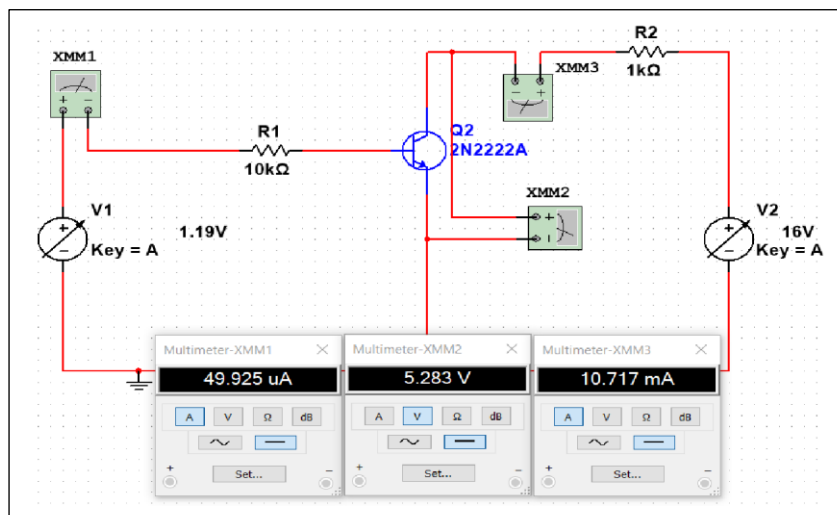 XMM1
R2
1kΩ
XMM3
R1
10kΩ
Q2
2N2222A
XMM2
V1
1.19V
Key = A
V2
16V
Key = A
Multimeter-XMM1
49.925 uA
A V Ω dB
Set...
Multimeter-XMM2
5.283 V
A V Ω dB
Set...
Multimeter-XMM3
10.717 mA
A V Ω dB
Set...